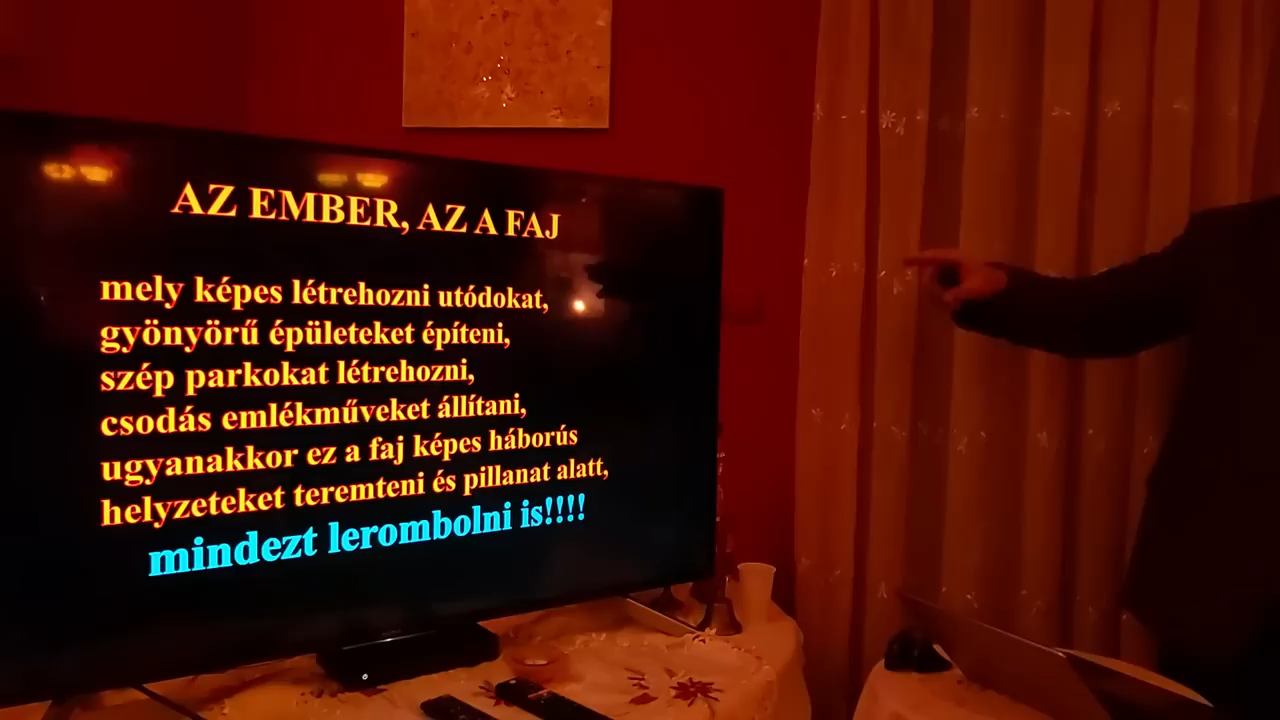 AZ EMBER, AZ A FAJ
mely képes létrehozni utódokat,
gyönyörű épületeket építeni,
szép parkokat létrehozni,
csodás emlékműveket állítani,
ugyanakkor ez a faj képes háborús
helyzeteket teremteni és pillanat alatt,
mindezt lerombolni is!!!!